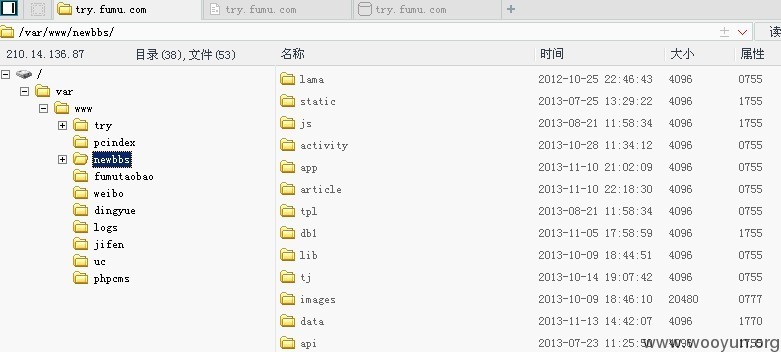 try.fumu.com try.fumu.com try.fumu.com
/var/www/newbbs/ 读
210.14.136.87 目录(38),文件(53) 名称 时间 大小 属性
/
var
www
try
pcindex
newbbs
fumutaobao
weibo
dingyue
logs
jifen
uc
phpcms
lama 2012-10-25 22:46:43 4096 0755
static 2013-07-25 13:29:22 4096 1755
js 2013-08-21 11:58:34 4096 1755
activity 2013-10-28 11:34:12 4096 0755
app 2013-11-10 21:02:09 4096 0755
article 2013-11-10 22:18:30 4096 0755
tpl 2013-08-21 11:58:34 4096 0755
db1 2013-11-05 17:58:59 4096 1755
lib 2013-10-09 18:44:51 4096 0755
tj 2013-10-14 19:07:42 4096 0755
images 2013-10-09 18:46:10 20480 0777
data 2013-11-13 14:42:07 4096 1770
api 2013-07-23 11:25:5
www.wooyun.org